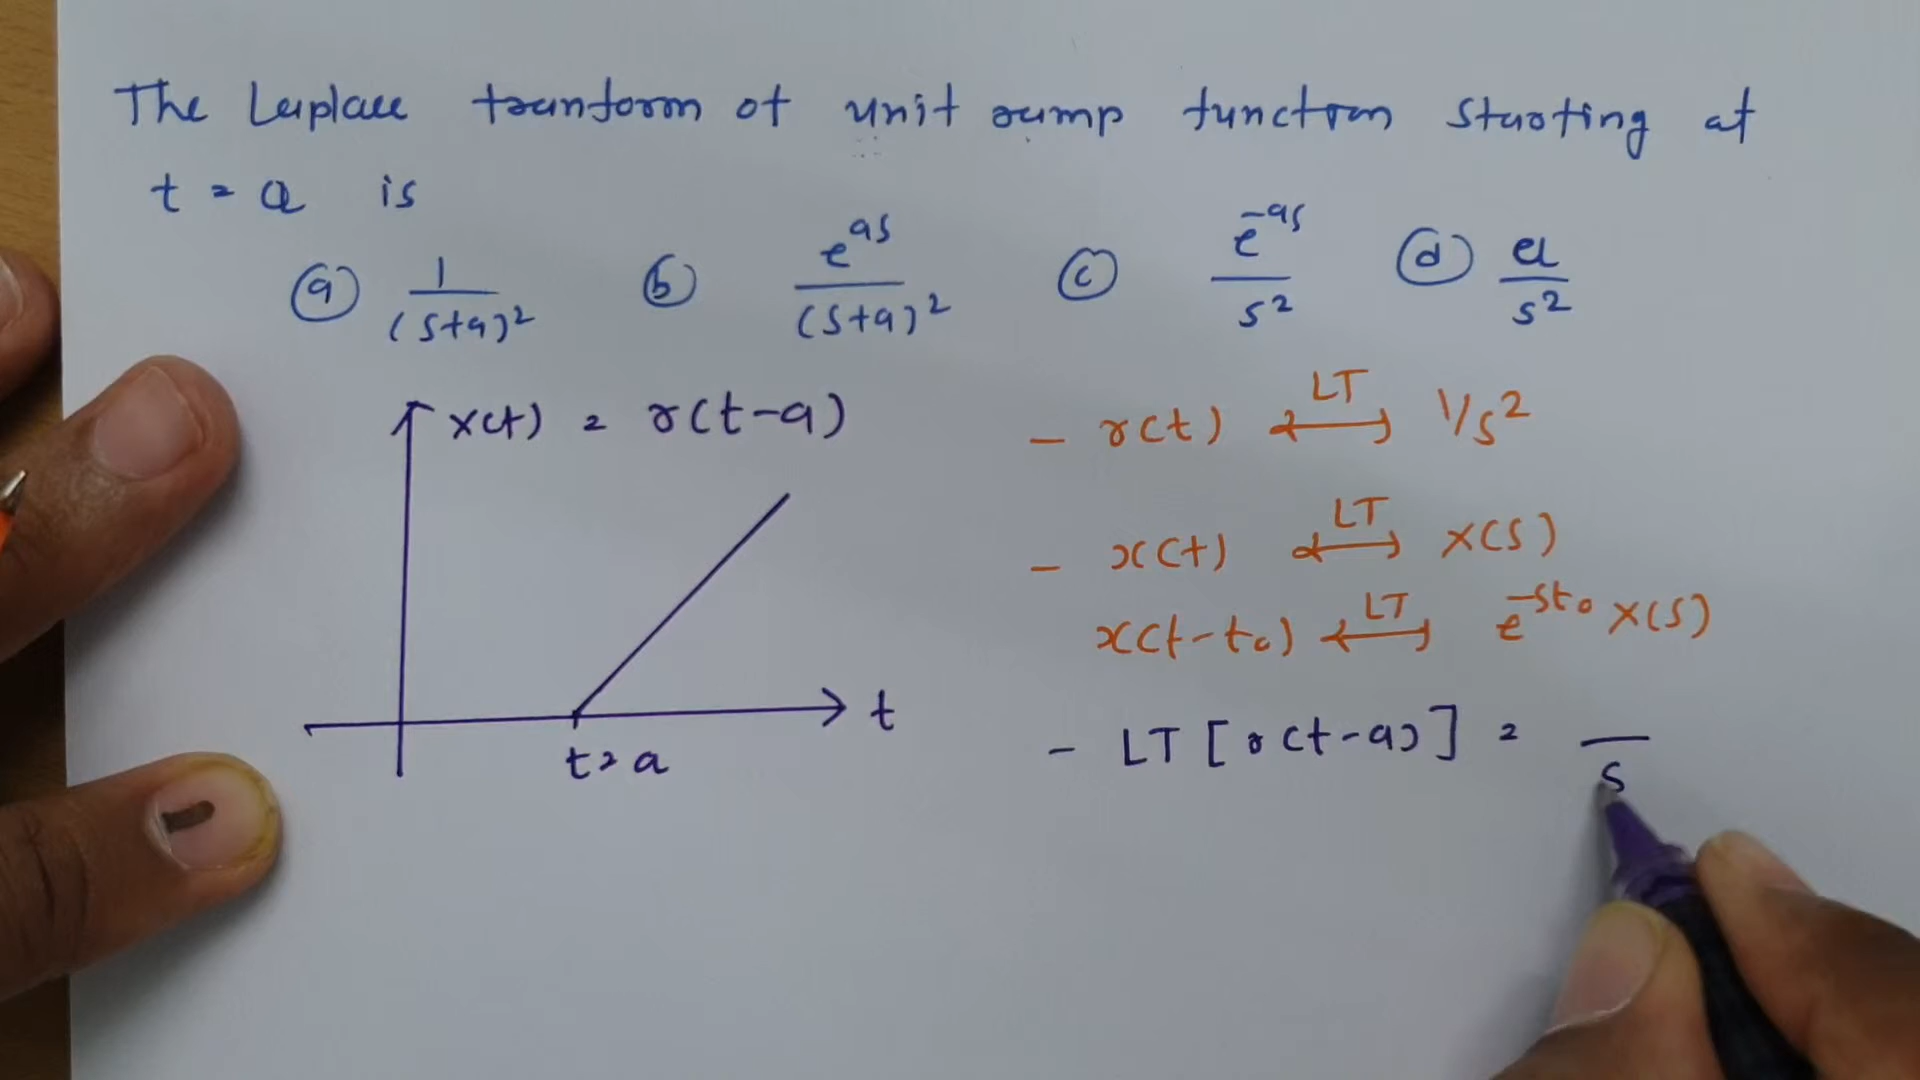 The Laplace transform of unit ramp function starting at
t = a is
(a) 1/(s+a)² (b) e^{as}/(s+a)² (c) e^{-as}/s² (d) a/s²
x(t) = r(t-a)
t
t = a
- r(t) ⟷LT 1/s²
- x(t) ⟷LT X(s)
x(t-t₀) ⟷LT e^{-st₀} X(s)
- LT [r(t-a)] = —/s